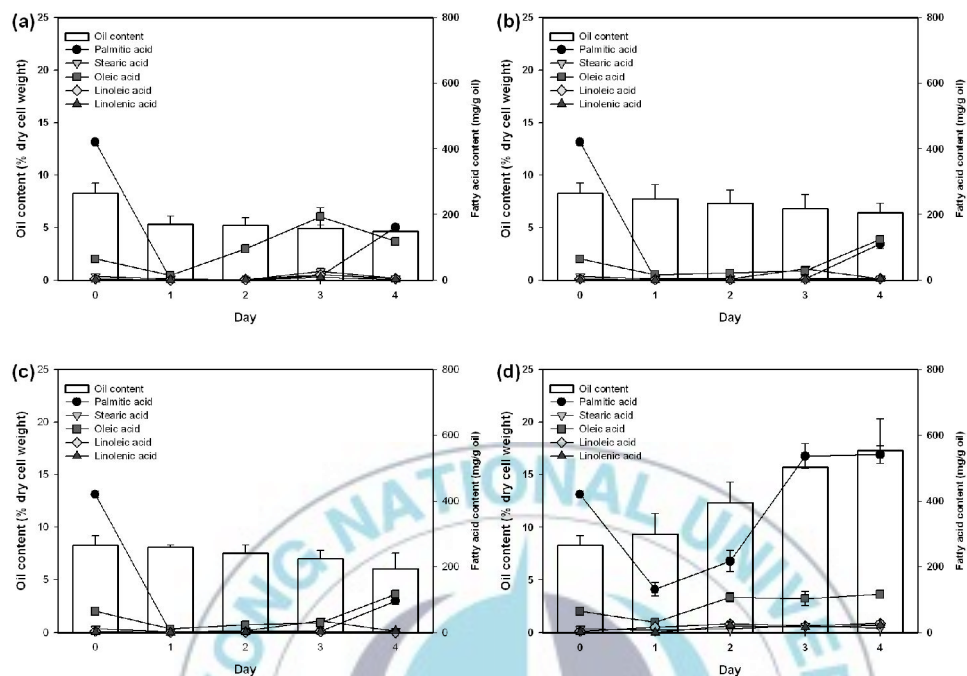 (a)
25
20
15
10
5
0
Oil content (% dry cell weight)
Oil content
Palmitic acid
Stearic acid
Oleic acid
Linoleic acid
Linolenic acid
800
600
400
200
0
Fatty acid content (mg/g oil)
0 1 2 3 4
Day
(b)
25
20
15
10
5
0
Oil content (% dry cell weight)
Oil content
Palmitic acid
Stearic acid
Oleic acid
Linoleic acid
Linolenic acid
800
600
400
200
0
Fatty acid content (mg/g oil)
0 1 2 3 4
Day
(c)
25
20
15
10
5
0
Oil content (% dry cell weight)
Oil content
Palmitic acid
Stearic acid
Oleic acid
Linoleic acid
Linolenic acid
800
600
400
200
0
Fatty acid content (mg/g oil)
0 1 2 3 4
Day
(d)
25
20
15
10
5
0
Oil content (% dry cell weight)
Oil content
Palmitic acid
Stearic acid
Oleic acid
Linoleic acid
Linolenic acid
800
600
400
200
0
Fatty acid content (mg/g oil)
0 1 2 3 4
Day
NATIONAL